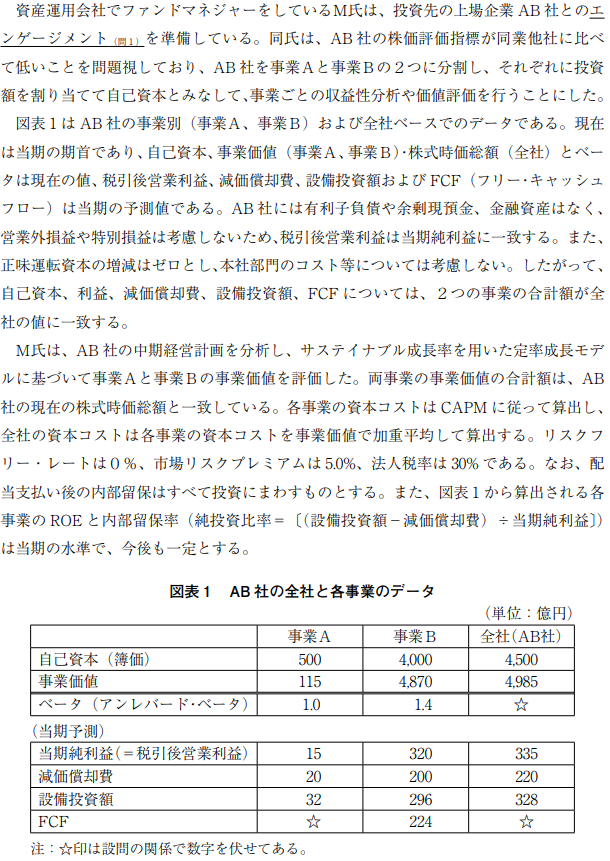 資産運用会社でファンドマネジャーをしているM氏は、投資先の上場企業 AB 社とのエ
ンゲージメント（問1）を準備している。同氏は、AB 社の株価評価指標が同業他社に比べ
て低いことを問題視しており、AB 社を事業Aと事業Bの2つに分割し、それぞれに投資
額を割り当てて自己資本とみなして、事業ごとの収益性分析や価値評価を行うことにした。
図表1は AB 社の事業別（事業A、事業B）および全社ベースでのデータである。現在
は当期の期首であり、自己資本、事業価値（事業A、事業B）・株式時価総額（全社）とベー
タは現在の値、税引後営業利益、減価償却費、設備投資額および FCF（フリー・キャッシュ
フロー）は当期の予測値である。AB 社には有利子負債や余剰現預金、金融資産はなく、
営業外損益や特別損益は考慮しないため、税引後営業利益は当期純利益に一致する。また、
正味運転資本の増減はゼロとし、本社部門のコスト等については考慮しない。したがって、
自己資本、利益、減価償却費、設備投資額、FCF については、2つの事業の合計額が全
社の値に一致する。
M氏は、AB 社の中期経営計画を分析し、サステイナブル成長率を用いた定率成長モデ
ルに基づいて事業Aと事業Bの事業価値を評価した。両事業の事業価値の合計額は、AB
社の現在の株式時価総額と一致している。各事業の資本コストは CAPM に従って算出し、
全社の資本コストは各事業の資本コストを事業価値で加重平均して算出する。リスクフ
リー・レートは0%、市場リスクプレミアムは 5.0%、法人税率は 30% である。なお、配
当支払い後の内部留保はすべて投資にまわすものとする。また、図表1から算出される各
事業の ROE と内部留保率（純投資比率＝〔（設備投資額－減価償却費）÷当期純利益〕）
は当期の水準で、今後も一定とする。
図表1 AB 社の全社と各事業のデータ
（単位：億円）
事業A 事業B 全社（AB社）
自己資本（簿価） 500 4,000 4,500
事業価値 115 4,870 4,985
ベータ（アンレバード・ベータ） 1.0 1.4 ☆
（当期予測）
当期純利益（＝税引後営業利益） 15 320 335
減価償却費 20 200 220
設備投資額 32 296 328
FCF ☆ 224 ☆
注：☆印は設問の関係で数字を伏せてある。